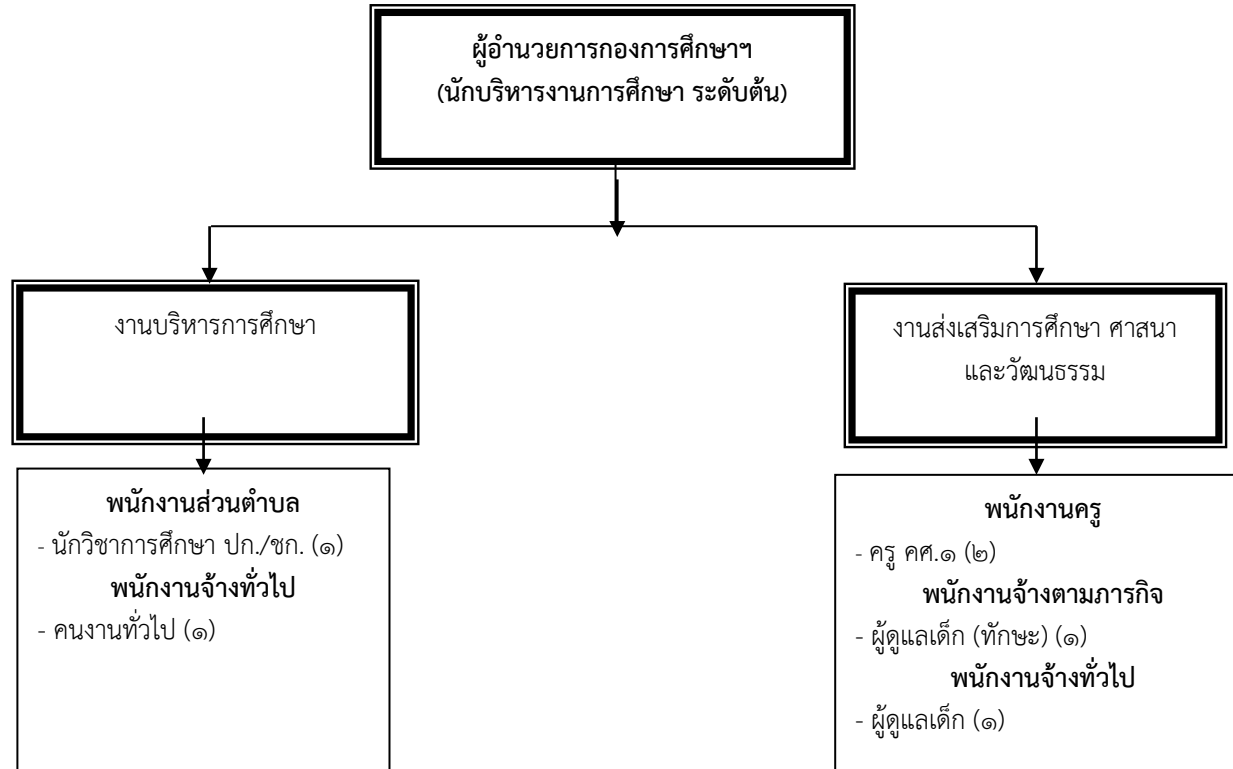 ผู้อำนวยการกองการศึกษาฯ
(นักบริหารงานการศึกษา ระดับต้น)
งานบริหารการศึกษา
งานส่งเสริมการศึกษา ศาสนา
และวัฒนธรรม
พนักงานส่วนตำบล
- นักวิชาการศึกษา ปก./ชก. (๑)
พนักงานจ้างทั่วไป
- คนงานทั่วไป (๑)
พนักงานครู
- ครู คศ.๑ (๒)
พนักงานจ้างตามภารกิจ
- ผู้ดูแลเด็ก (ทักษะ) (๑)
พนักงานจ้างทั่วไป
- ผู้ดูแลเด็ก (๑)